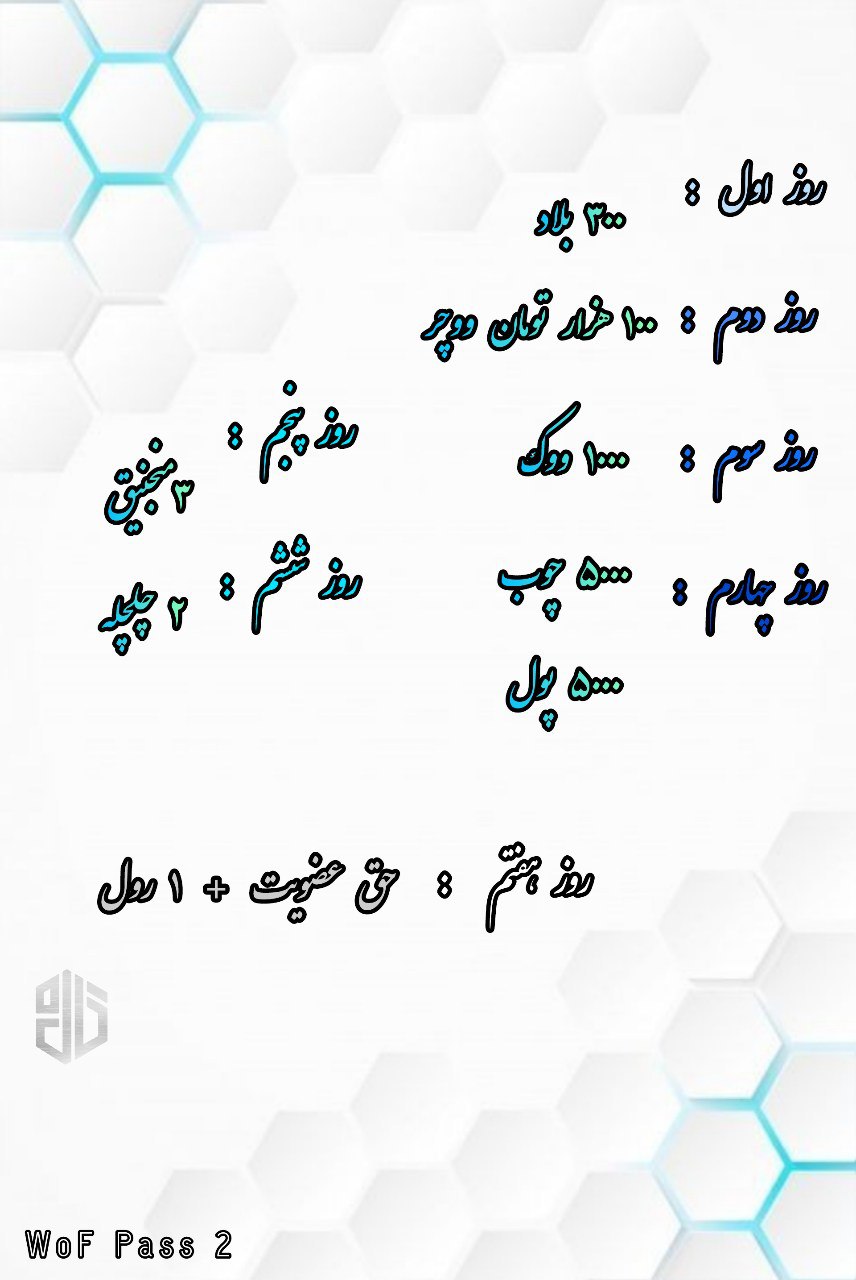 روز اول :
۳۰۰ بلاد
روز دوم : ۱۰۰ هزار تومان ووچر
روز سوم : ۱۰۰۰ ووک
روز چهارم : ۵۰۰۰ چوب
۵۰۰۰ پول
روز پنجم :
۳ منجنیق
روز ششم :
۲ چلچله
روز هفتم : حق عضویت + ۱ رول
WoF Pass 2